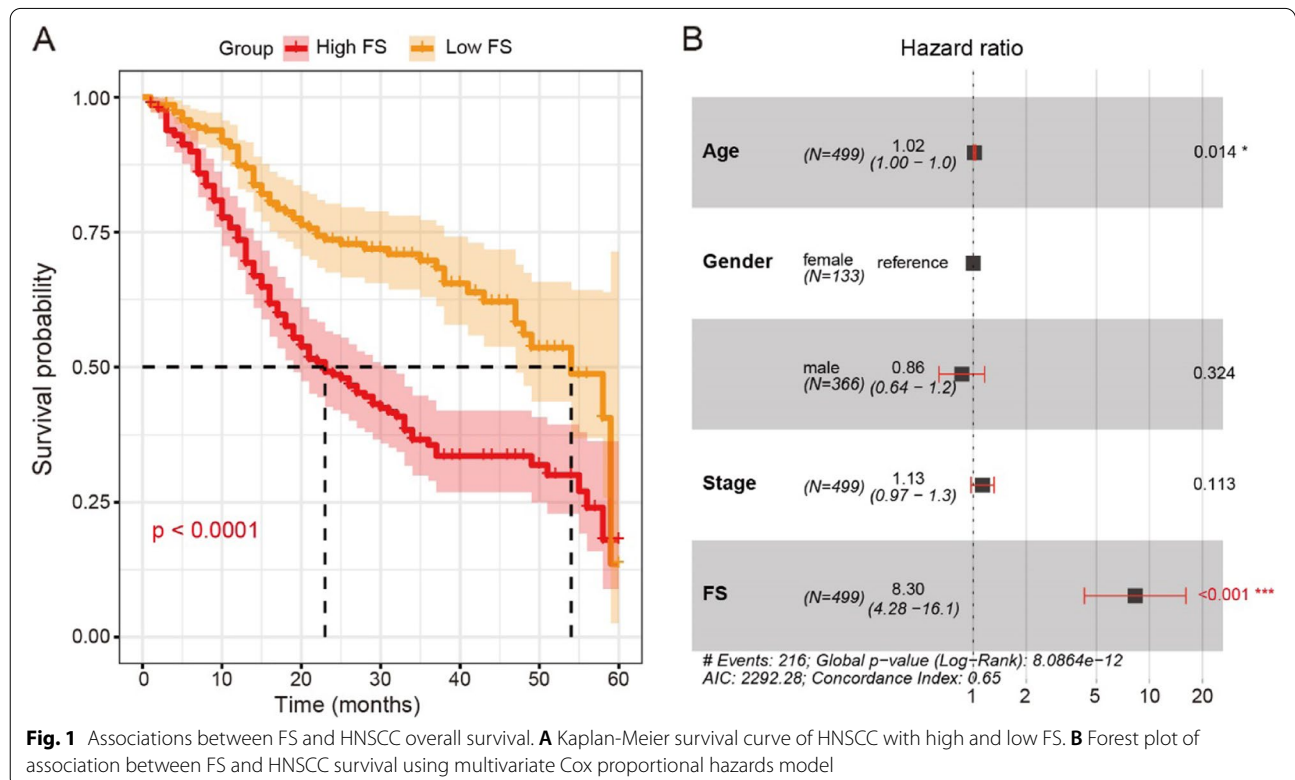 A
Group High FS Low FS
1.00
0.75
0.50
0.25
0.00
Survival probability
p < 0.0001
0 10 20 30 40 50 60
Time (months)
B
Hazard ratio
Age (N=499) 1.02 (1.00 − 1.0) 0.014 *
Gender female (N=133) reference
male (N=366) 0.86 (0.64 − 1.2) 0.324
Stage (N=499) 1.13 (0.97 − 1.3) 0.113
FS (N=499) 8.30 (4.28 −16.1) <0.001 ***
# Events: 216; Global p−value (Log−Rank): 8.0864e−12
AIC: 2292.28; Concordance Index: 0.65
1 2 5 10 20
Fig. 1 Associations between FS and HNSCC overall survival. A Kaplan-Meier survival curve of HNSCC with high and low FS. B Forest plot of
association between FS and HNSCC survival using multivariate Cox proportional hazards model